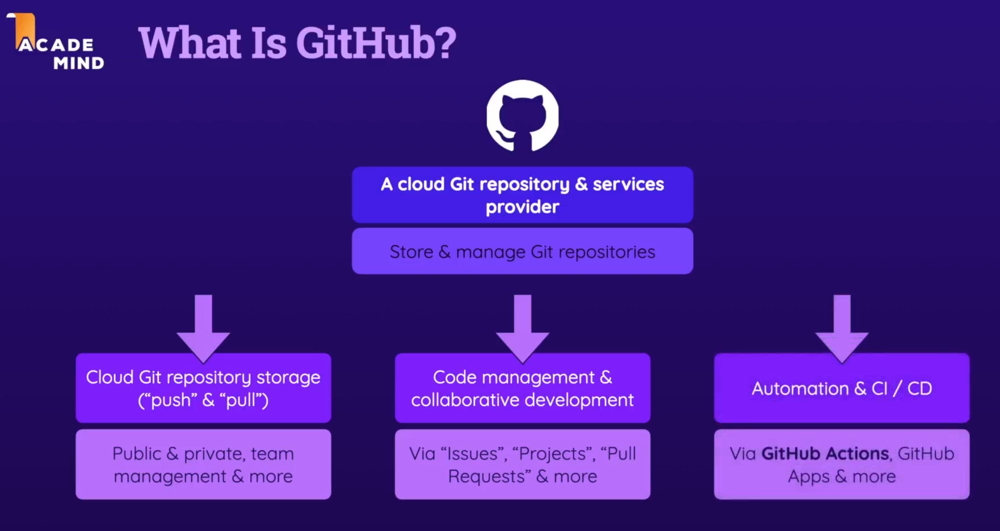 ACADE
MIND
What Is GitHub?
A cloud Git repository & services
provider
Store & manage Git repositories
Cloud Git repository storage
(“push” & “pull”)
Public & private, team
management & more
Code management &
collaborative development
Via “Issues”, “Projects”, “Pull
Requests” & more
Automation & CI / CD
Via GitHub Actions, GitHub
Apps & more